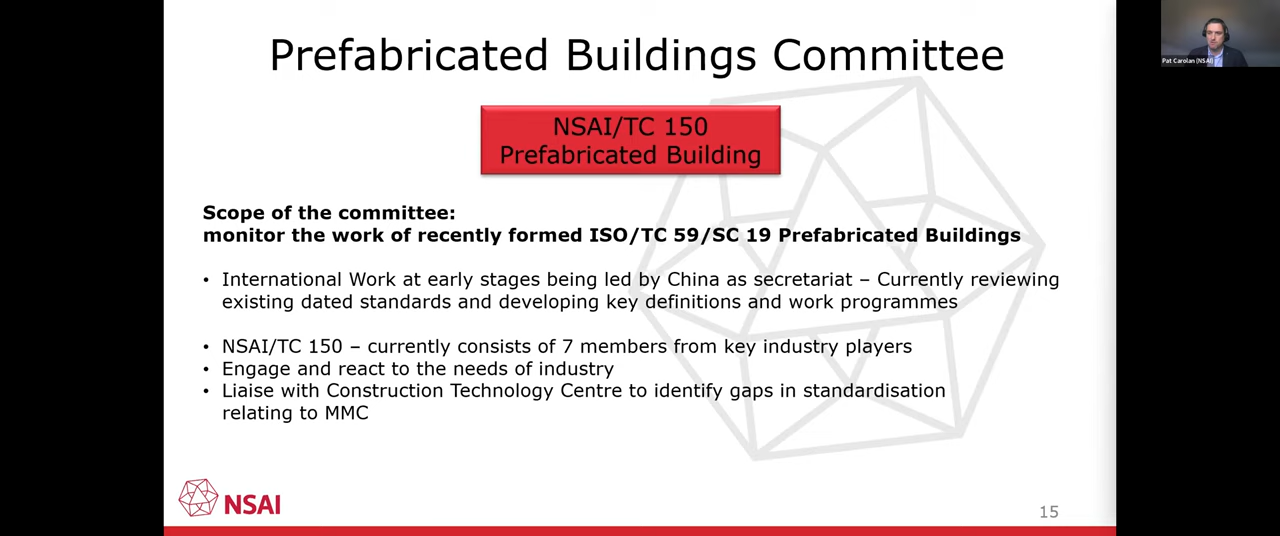 Prefabricated Buildings Committee
Pat Carolan (NSAI)
NSAI/TC 150
Prefabricated Building
Scope of the committee:
monitor the work of recently formed ISO/TC 59/SC 19 Prefabricated Buildings
• International Work at early stages being led by China as secretariat – Currently reviewing
existing dated standards and developing key definitions and work programmes
• NSAI/TC 150 – currently consists of 7 members from key industry players
• Engage and react to the needs of industry
• Liaise with Construction Technology Centre to identify gaps in standardisation
relating to MMC
NSAI
15